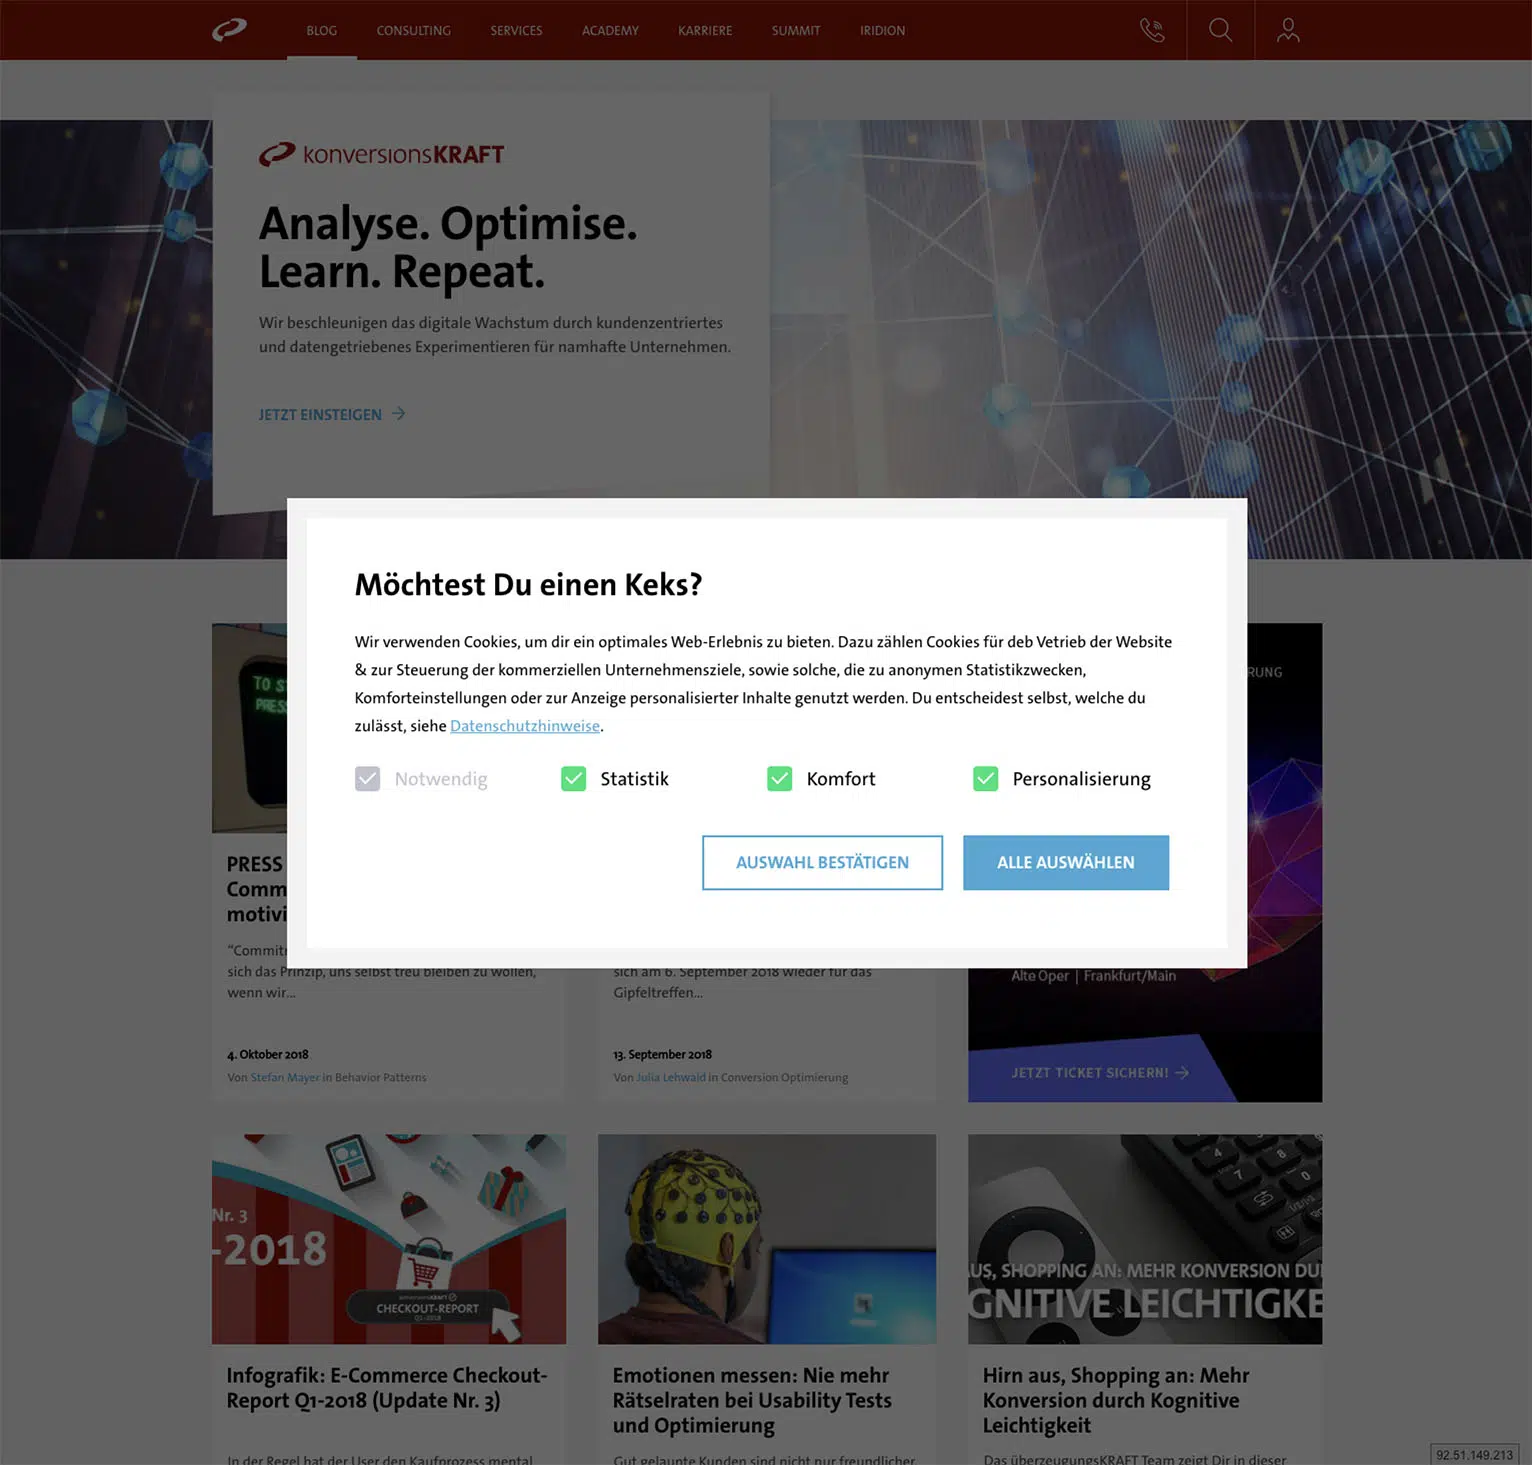 BLOG CONSULTING SERVICES ACADEMY KARRIERE SUMMIT IRIDION
konversionsKRAFT
Analyse. Optimise.
Learn. Repeat.
Wir beschleunigen das digitale Wachstum durch kundenzentriertes
und datengetriebenes Experimentieren für namhafte Unternehmen.
JETZT EINSTEIGEN
Möchtest Du einen Keks?
Wir verwenden Cookies, um dir ein optimales Web-Erlebnis zu bieten. Dazu zählen Cookies für deb Vetrieb der Website
& zur Steuerung der kommerziellen Unternehmensziele, sowie solche, die zu anonymen Statistikzwecken,
Komforteinstellungen oder zur Anzeige personalisierter Inhalte genutzt werden. Du entscheidest selbst, welche du
zulässt, siehe Datenschutzhinweise.
Notwendig Statistik Komfort Personalisierung
AUSWAHL BESTÄTIGEN ALLE AUSWÄHLEN
TO S
PRES
PRESS
Comm
motivi
“Commitm
sich das Prinzip, uns selbst treu bleiben zu wollen,
wenn wir...
4. Oktober 2018
Von Stefan Mayer in Behavior Patterns
sich am 6. September 2018 wieder für das
Gipfeltreffen...
13. September 2018
Von Julia Lehwald in Conversion Optimierung
RUNG
Alte Oper | Frankfurt/Main
JETZT TICKET SICHERN!
Nr. 3
-2018
konversionsKRAFT
CHECKOUT-REPORT
Q1-2018
Infografik: E-Commerce Checkout-
Report Q1-2018 (Update Nr. 3)
In der Regel hat der User den Kaufprozess mental
Emotionen messen: Nie mehr
Rätselraten bei Usability Tests
und Optimierung
Gut gelaunte Kunden sind nicht nur freundlicher,
AUS, SHOPPING AN: MEHR KONVERSION DU
GNITIVE LEICHTIGKE
Hirn aus, Shopping an: Mehr
Konversion durch Kognitive
Leichtigkeit
Das überzeugungsKRAFT Team zeigt Dir in dieser
92.51.149.213